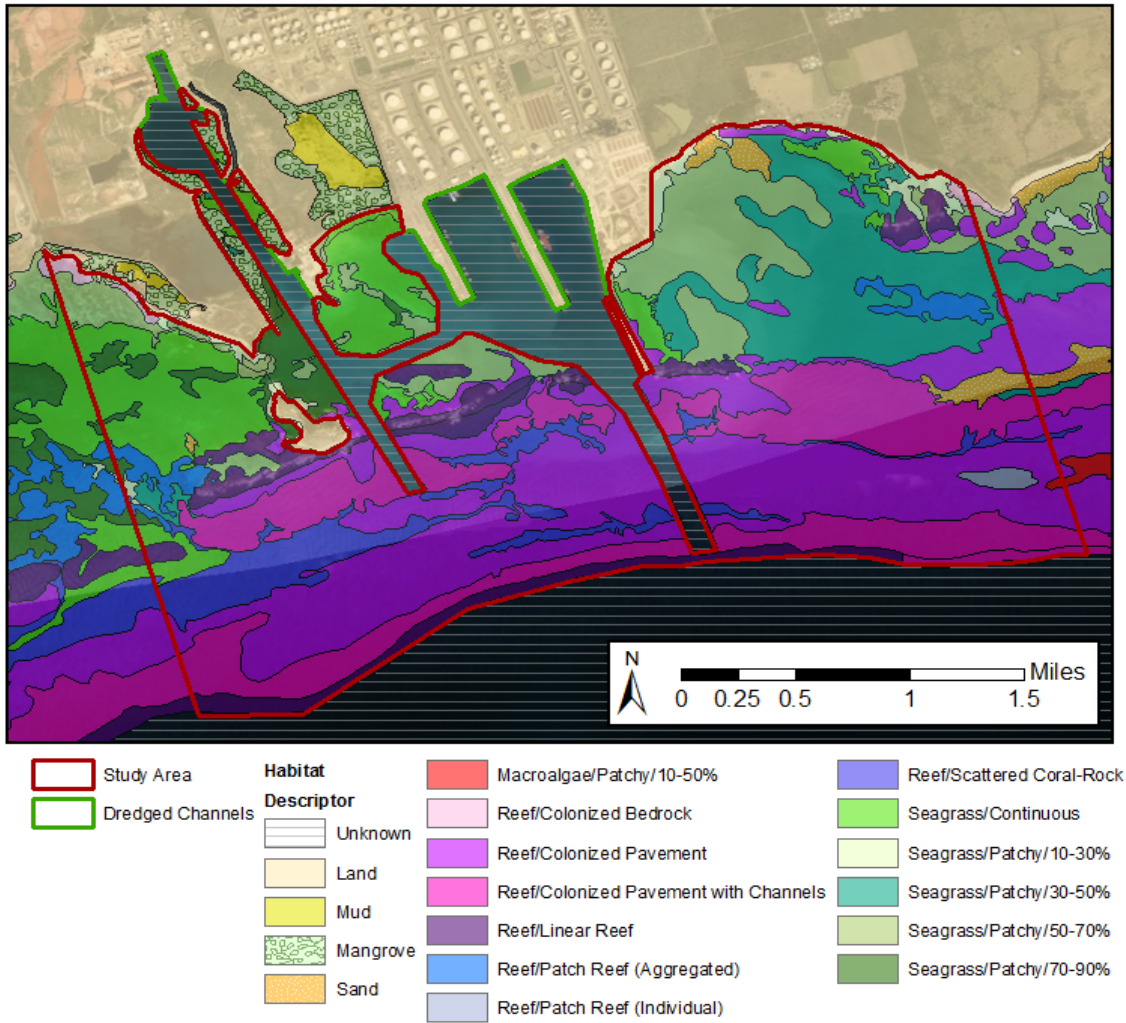 N
Miles
0 0.25 0.5 1 1.5
Study Area
Dredged Channels
Habitat
Descriptor
Unknown
Land
Mud
Mangrove
Sand
Macroalgae/Patchy/10-50%
Reef/Colonized Bedrock
Reef/Colonized Pavement
Reef/Colonized Pavement with Channels
Reef/Linear Reef
Reef/Patch Reef (Aggregated)
Reef/Patch Reef (Individual)
Reef/Scattered Coral-Rock
Seagrass/Continuous
Seagrass/Patchy/10-30%
Seagrass/Patchy/30-50%
Seagrass/Patchy/50-70%
Seagrass/Patchy/70-90%